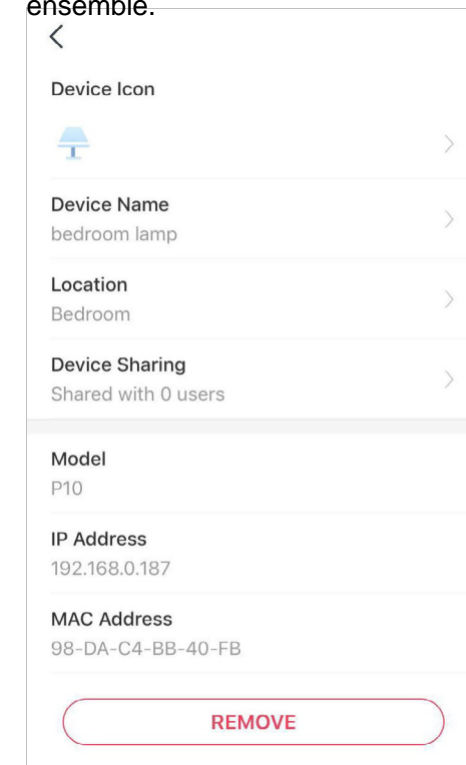 ensemble.
Device Icon
Device Name
bedroom lamp
Location
Bedroom
Device Sharing
Shared with 0 users
Model
P10
IP Address
192.168.0.187
MAC Address
98-DA-C4-BB-40-FB
REMOVE